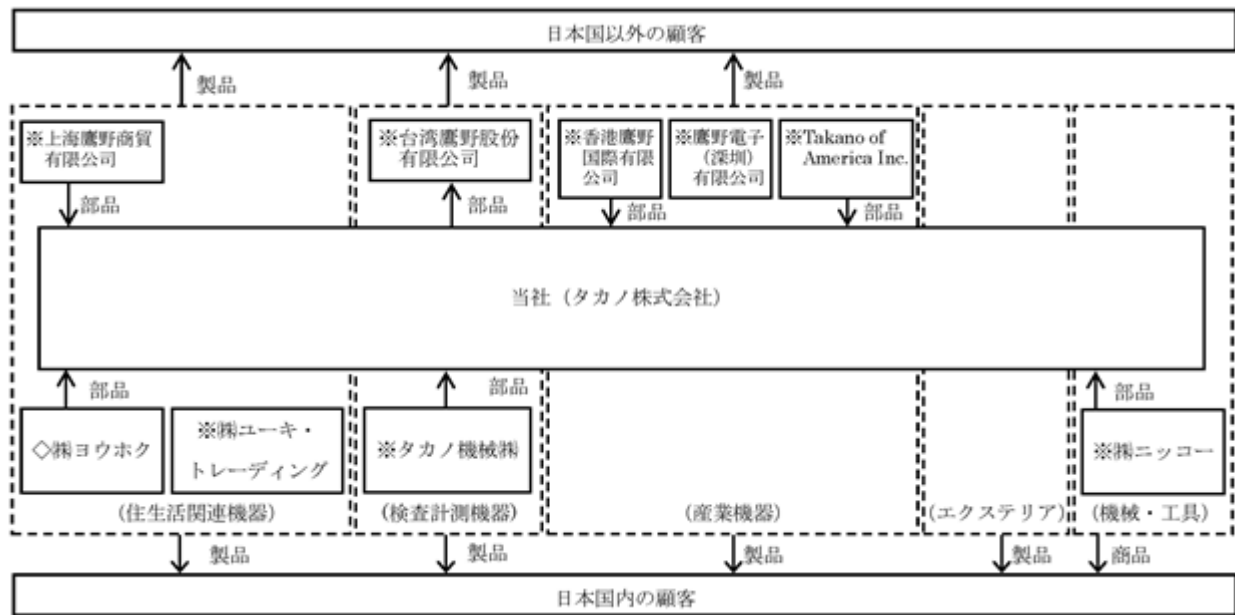 日本国以外の顧客
製品
製品
製品
※上海鷹野商貿
有限公司
※台湾鷹野股份
有限公司
※香港鷹野
国際有限
公司
※鷹野電子
(深圳)
有限公司
※Takano of
America Inc.
部品
部品
部品
部品
当社(タカノ株式会社)
部品
部品
部品
◇㈱ヨウホク
※㈱ユーキ・
トレーディング
※タカノ機械㈱
※㈱ニッコー
(住生活関連機器)
(検査計測機器)
(産業機器)
(エクステリア)
(機械・工具)
製品
製品
製品
製品
商品
日本国内の顧客